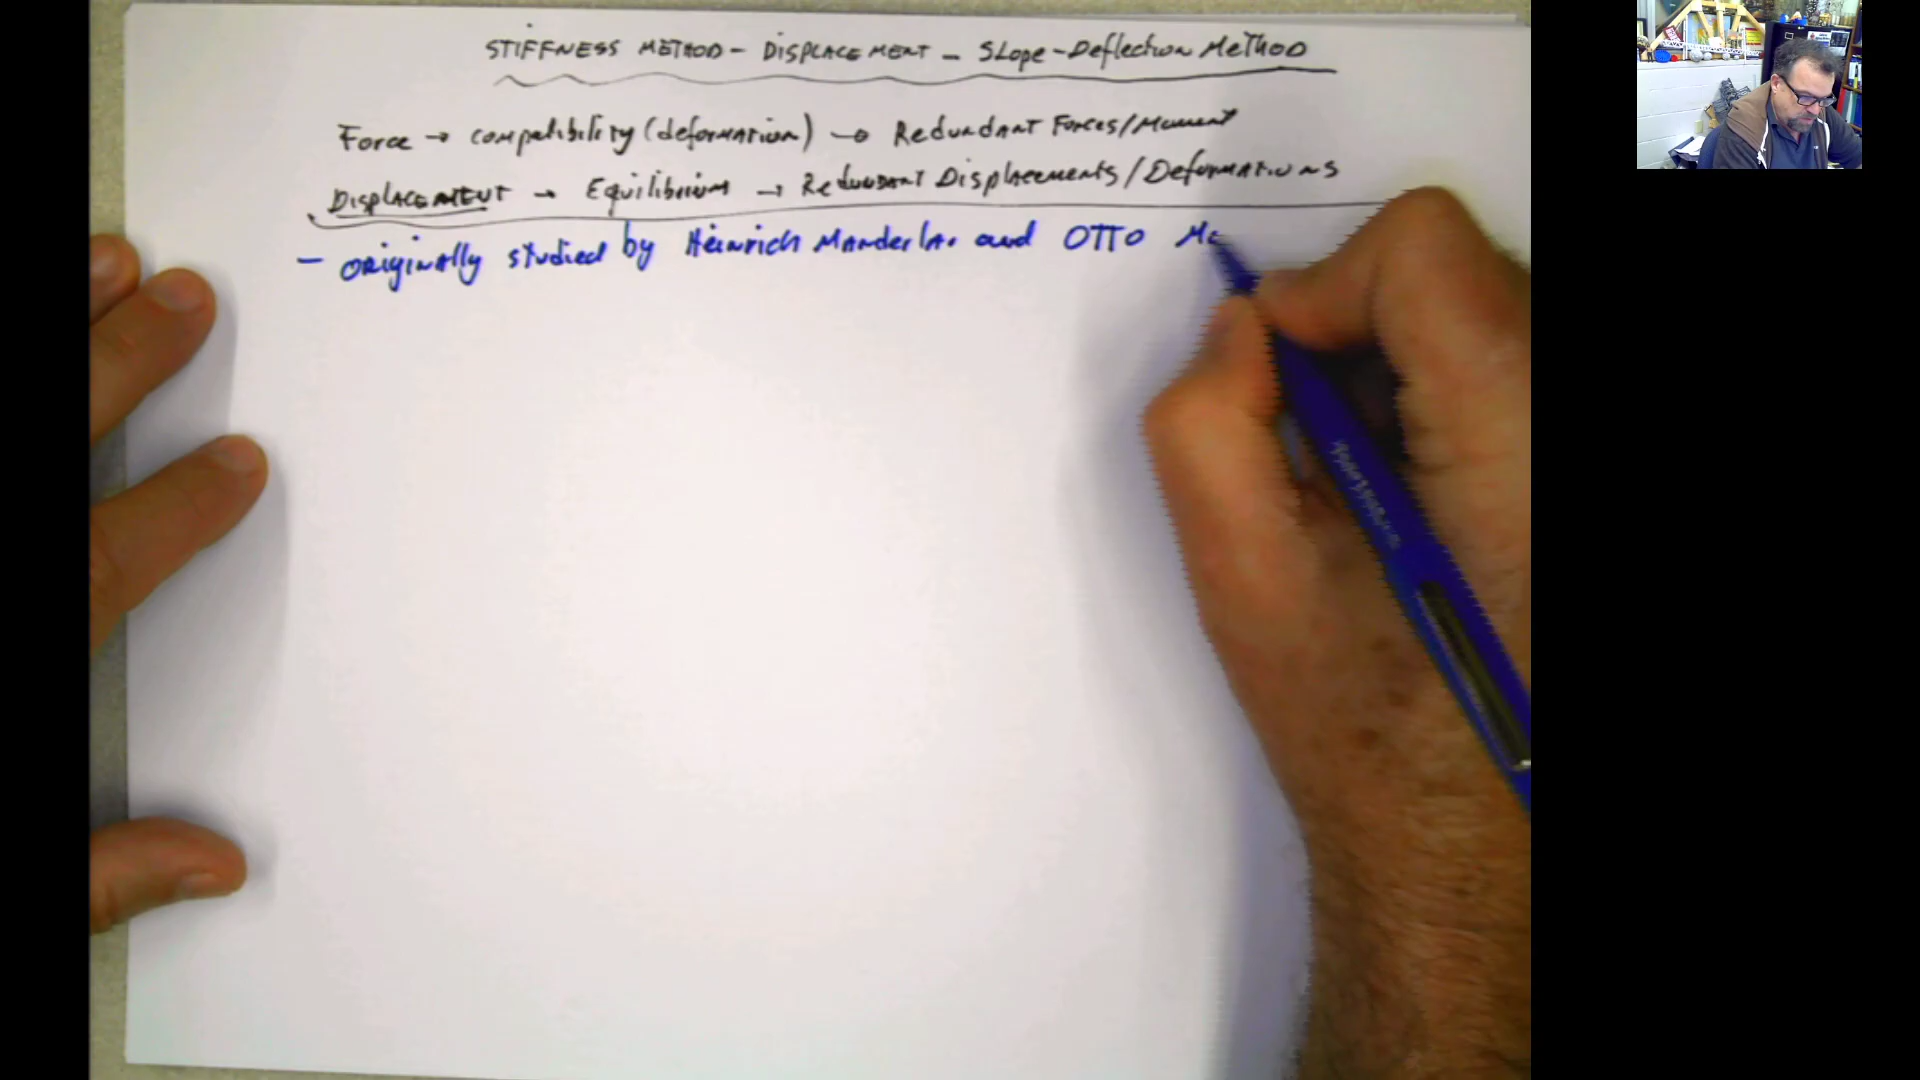 STIFFNESS METHOD - DISPLACEMENT - SLOPE-Deflection METHOD
Force → compatibility (deformation) → Redundant Forces/Moment
DISPLACEMENT → Equilibrium → Redundant Displacements/Deformations
- originally studied by Heinrich Manderla. and OTTO Mo